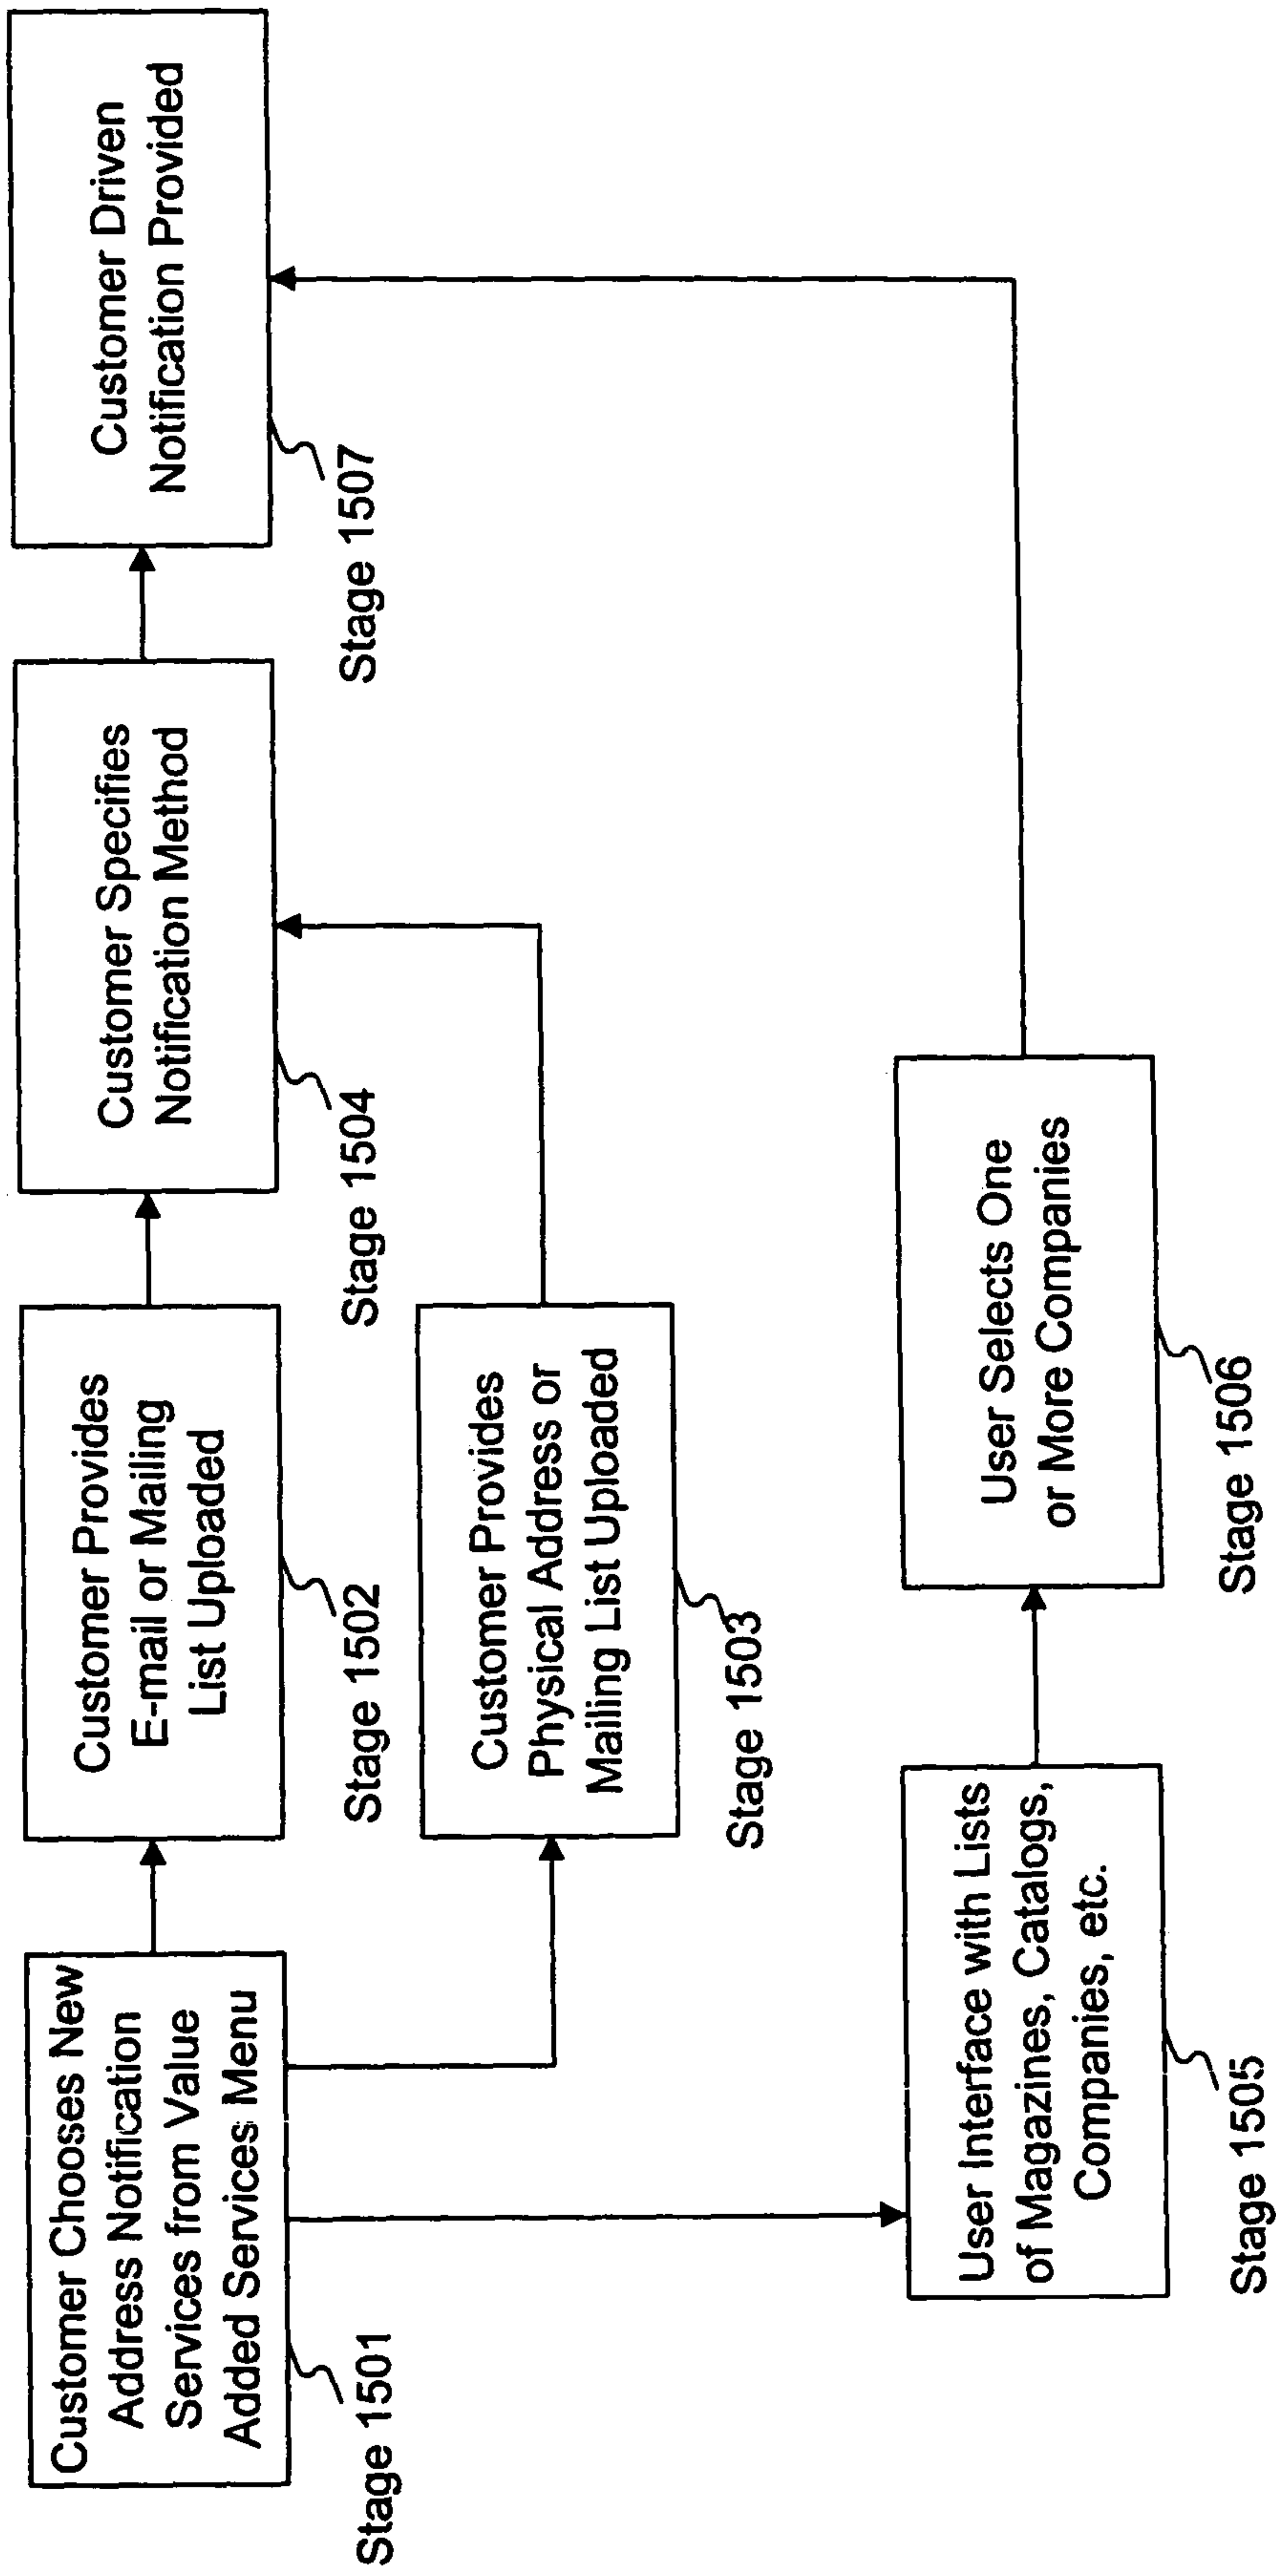 Customer Chooses New
Address Notification
Services from Value
Added Services Menu
Stage 1501
Customer Provides
E-mail or Mailing
List Uploaded
Stage 1502
Customer Provides
Physical Address or
Mailing List Uploaded
Stage 1503
Customer Specifies
Notification Method
Stage 1504
User Interface with Lists
of Magazines, Catalogs,
Companies, etc.
Stage 1505
User Selects One
or More Companies
Stage 1506
Customer Driven
Notification Provided
Stage 1507